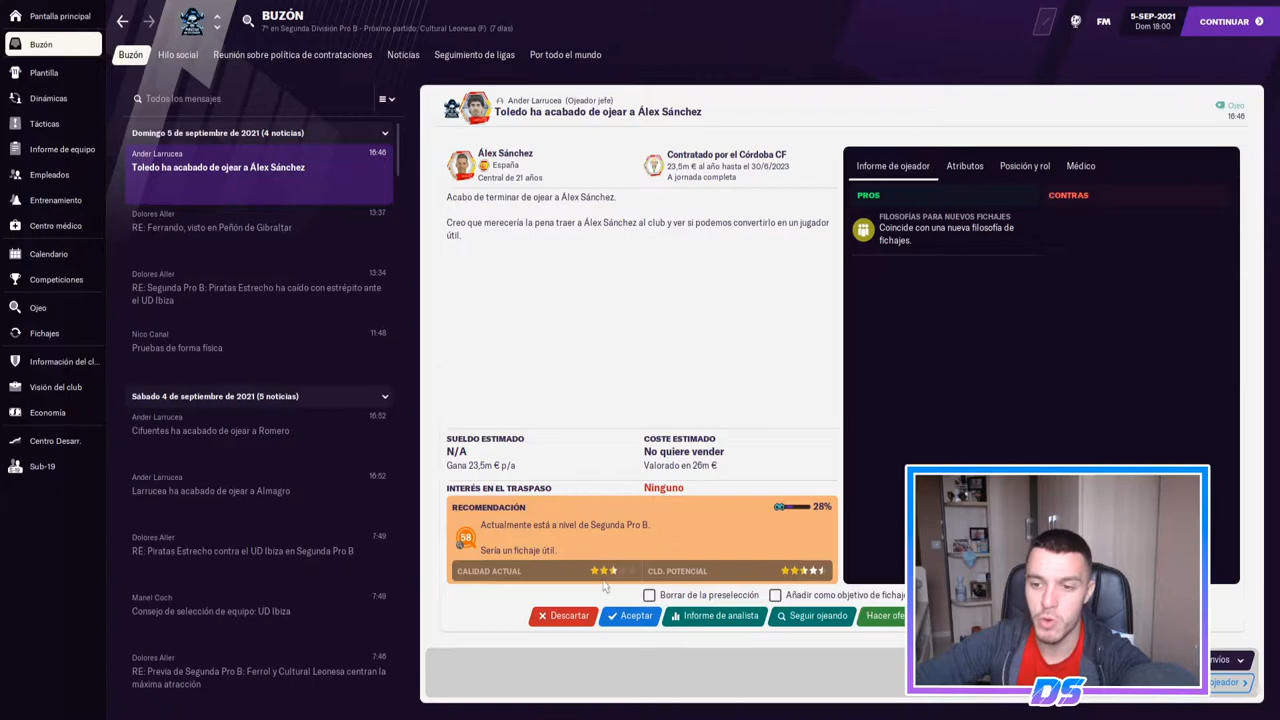 Pantalla principal
Buzón
Plantilla
Dinámicas
Tácticas
Informe de equipo
Empleados
Entrenamiento
Centro médico
Calendario
Competiciones
Ojeo
Fichajes
Información del cl...
Visión del club
Economía
Centro Desarr.
Sub-19
BUZÓN
7º en Segunda División Pro B - Próximo partido: Cultural Leonesa (F) (7 días)
FM
5-SEP-2021
Dom 18:00
CONTINUAR
Buzón
Hilo social
Reunión sobre política de contrataciones
Noticias
Seguimiento de ligas
Por todo el mundo
Todos los mensajes
Domingo 5 de septiembre de 2021 (4 noticias)
Ander Larrucea 16:46
Toledo ha acabado de ojear a Álex Sánchez
Dolores Aller 13:37
RE: Ferrando, visto en Peñón de Gibraltar
Dolores Aller 13:34
RE: Segunda Pro B: Piratas Estrecho ha caído con estrépito ante
el UD Ibiza
Nico Canal 11:48
Pruebas de forma física
Sábado 4 de septiembre de 2021 (5 noticias)
Ander Larrucea 16:52
Cifuentes ha acabado de ojear a Romero
Ander Larrucea 16:52
Larrucea ha acabado de ojear a Almagro
Dolores Aller 7:49
RE: Piratas Estrecho contra el UD Ibiza en Segunda Pro B
Manel Coch 7:49
Consejo de selección de equipo: UD Ibiza
Dolores Aller 7:46
RE: Previa de Segunda Pro B: Ferrol y Cultural Leonesa centran la
máxima atracción
Ander Larrucea (Ojeador jefe)
Toledo ha acabado de ojear a Álex Sánchez
Ojeo
16:46
Álex Sánchez
España
Central de 21 años
Contratado por el Córdoba CF
23,5m € al año hasta el 30/6/2023
A jornada completa
Acabo de terminar de ojear a Álex Sánchez.
Creo que merecería la pena traer a Álex Sánchez al club y ver si podemos convertirlo en un jugador
útil.
SUELDO ESTIMADO
N/A
Gana 23,5m € p/a
COSTE ESTIMADO
No quiere vender
Valorado en 26m €
INTERÉS EN EL TRASPASO
Ninguno
RECOMENDACIÓN
28%
Actualmente está a nivel de Segunda Pro B.
58
Sería un fichaje útil.
CALIDAD ACTUAL
CLD. POTENCIAL
Borrar de la preselección
Añadir como objetivo de fichaje
Descartar
Aceptar
Informe de analista
Seguir ojeando
Hacer ofe
Informe de ojeador
Atributos
Posición y rol
Médico
PROS
CONTRAS
FILOSOFÍAS PARA NUEVOS FICHAJES
Coincide con una nueva filosofía de
fichajes.
nvíos
ojeador
DS